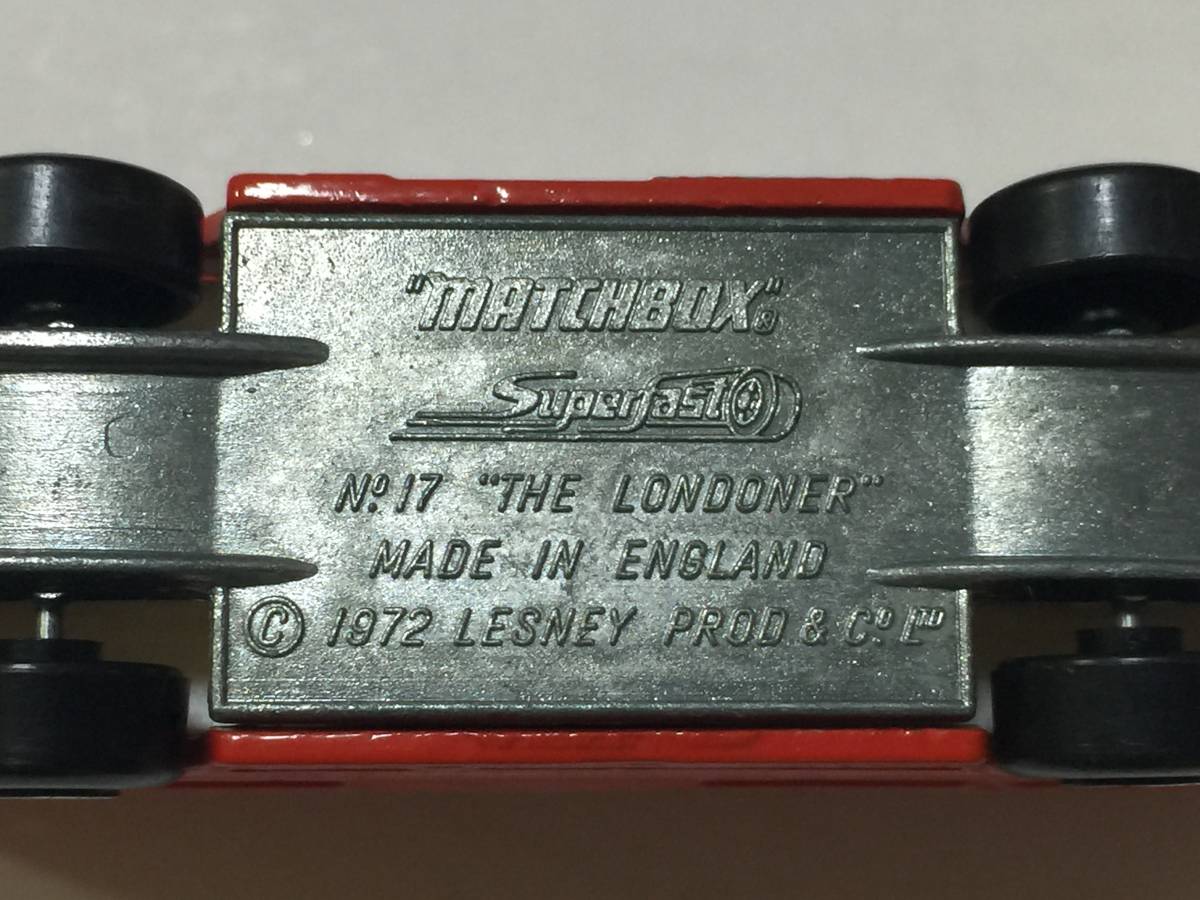 "MATCHBOX"®
Superfast
Nº 17 "THE LONDONER"
MADE IN ENGLAND
© 1972 LESNEY PROD & Cº LTD